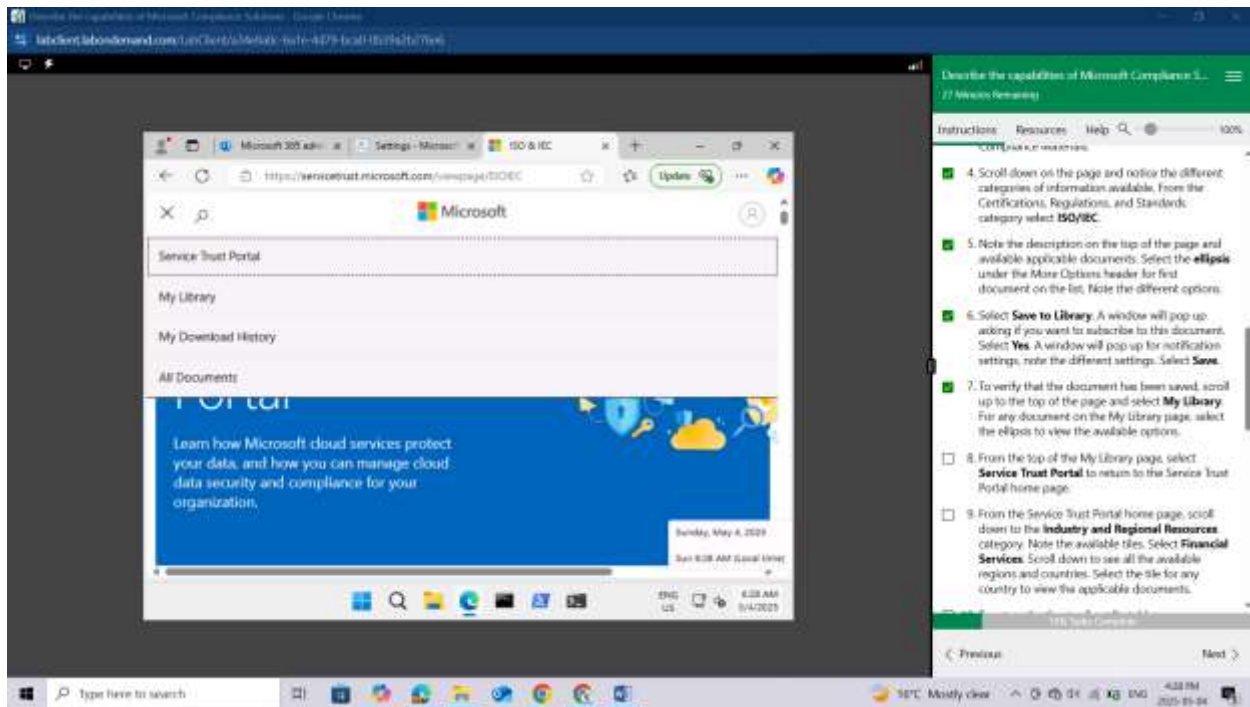 Describe the capabilities of Microsoft Compliance Solutions - Google Chrome
Describe the capabilities of Microsoft Compliance S...
27 Minutes Remaining
Instructions Resources Help 100%
4. Scroll down on the page and notice the different
categories of information available. From the
Certifications, Regulations, and Standards
category select ISO/IEC.
5. Note the description on the top of the page and
available applicable documents. Select the ellipsis
under the More Options header for first
document on the list. Note the different options.
6. Select Save to Library. A window will pop up
asking if you want to subscribe to this document.
Select Yes. A window will pop up for notification
settings, note the different settings. Select Save.
7. To verify that the document has been saved, scroll
up to the top of the page and select My Library.
For any document on the My Library page, select
the ellipsis to view the available options.
8. From the top of the My Library page, select
Service Trust Portal to return to the Service Trust
Portal home page.
9. From the Service Trust Portal home page, scroll
down to the Industry and Regional Resources
category. Note the available tiles. Select Financial
Services. Scroll down to see all the available
regions and countries. Select the tile for any
country to view the applicable documents.
Previous Next
Microsoft 365 Settings - ISO & IEC
https://servicetrust.microsoft.com/viewpage/ISOIEC Update
Microsoft
Service Trust Portal
My Library
My Download History
All Documents
Portal
Learn how Microsoft cloud services protect
your data, and how you can manage cloud
data security and compliance for your
organization.
Sunday, May 4, 2025
(Local time)
ENG
US
5/4/2025
Type here to search
16°C Mostly clear
ENG
2025-05-04